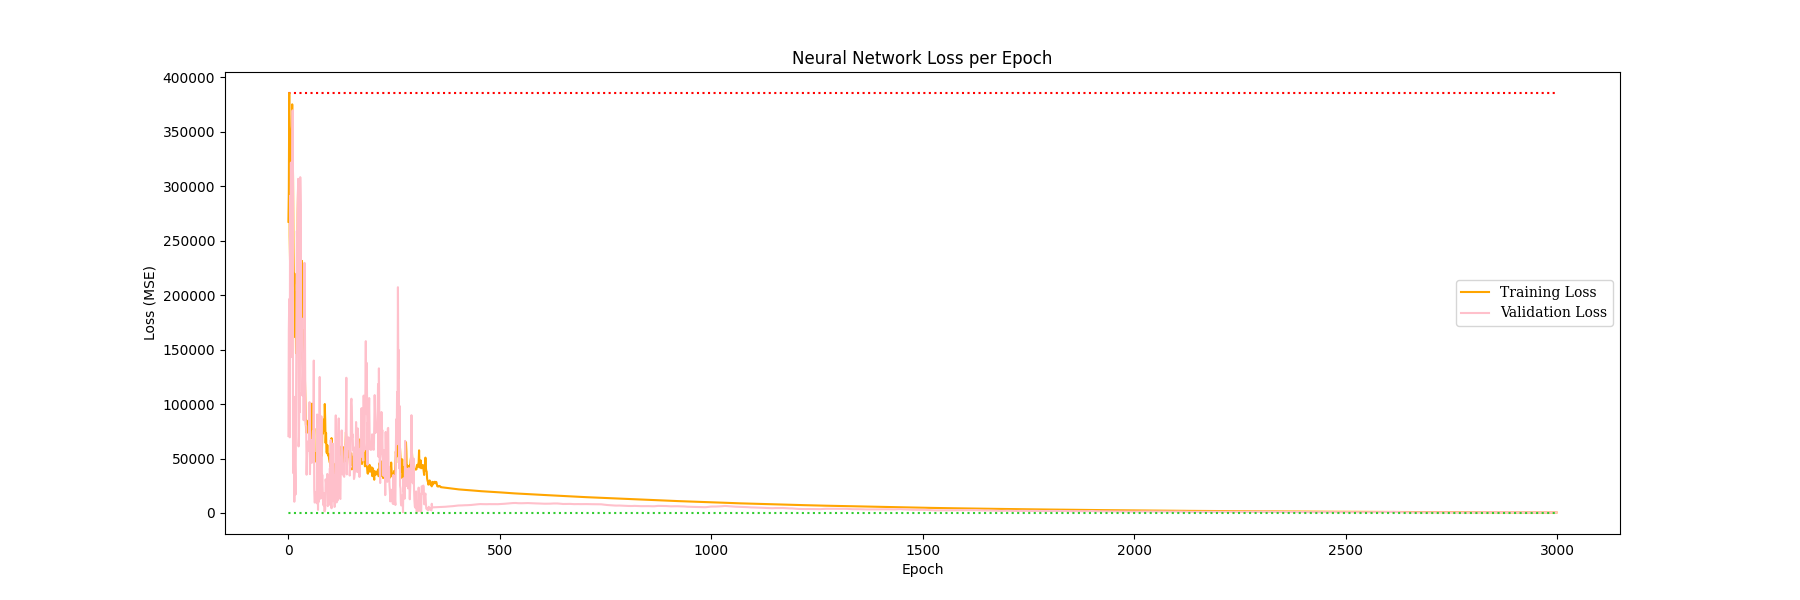 Neural Network Loss per Epoch
400000
350000
300000
250000
200000
150000
100000
50000
0
Loss (MSE)
Training Loss
Validation Loss
0 500 1000 1500 2000 2500 3000
Epoch